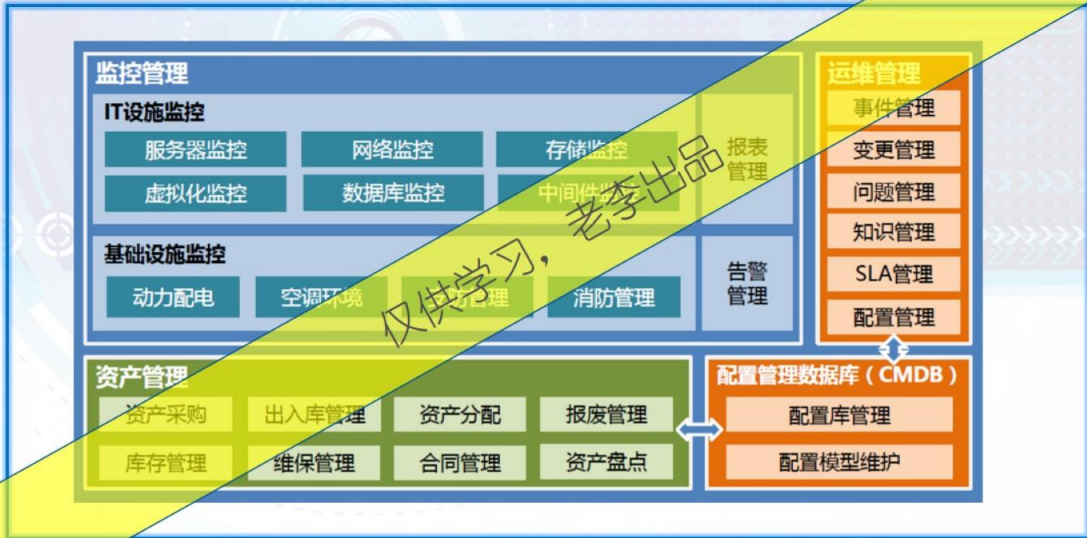 监控管理
IT设施监控
服务器监控
网络监控
存储监控
虚拟化监控
数据库监控
中间件监控
报表
管理
基础设施监控
动力配电
空调环境
安防管理
消防管理
告警
管理
运维管理
事件管理
变更管理
问题管理
知识管理
SLA管理
配置管理
资产管理
资产采购
出入库管理
资产分配
报废管理
库存管理
维保管理
合同管理
资产盘点
配置管理数据库（CMDB）
配置库管理
配置模型维护
仅供学习，老李出品